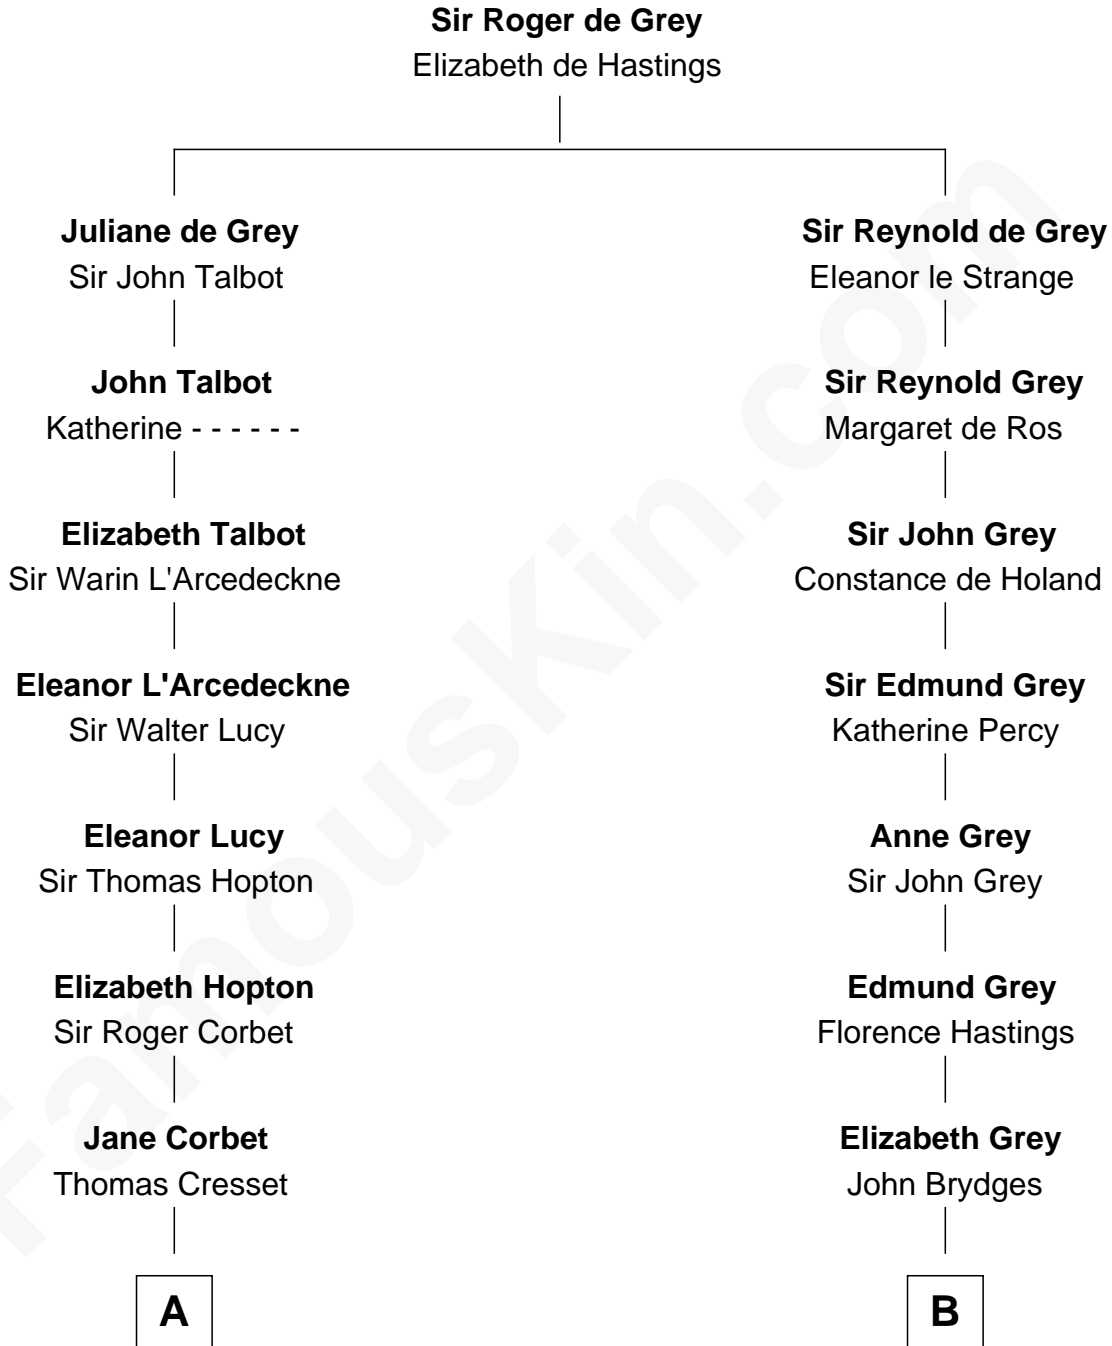 Sir Roger de Grey
Elizabeth de Hastings
Juliane de Grey
Sir John Talbot
Sir Reynold de Grey
Eleanor le Strange
John Talbot
Katherine - - - - - -
Sir Reynold Grey
Margaret de Ros
Elizabeth Talbot
Sir Warin L'Arcedeckne
Sir John Grey
Constance de Holand
Eleanor L'Arcedeckne
Sir Walter Lucy
Sir Edmund Grey
Katherine Percy
Eleanor Lucy
Sir Thomas Hopton
Anne Grey
Sir John Grey
Elizabeth Hopton
Sir Roger Corbet
Edmund Grey
Florence Hastings
Jane Corbet
Thomas Cresset
Elizabeth Grey
John Brydges
A
B
FamousKin.com